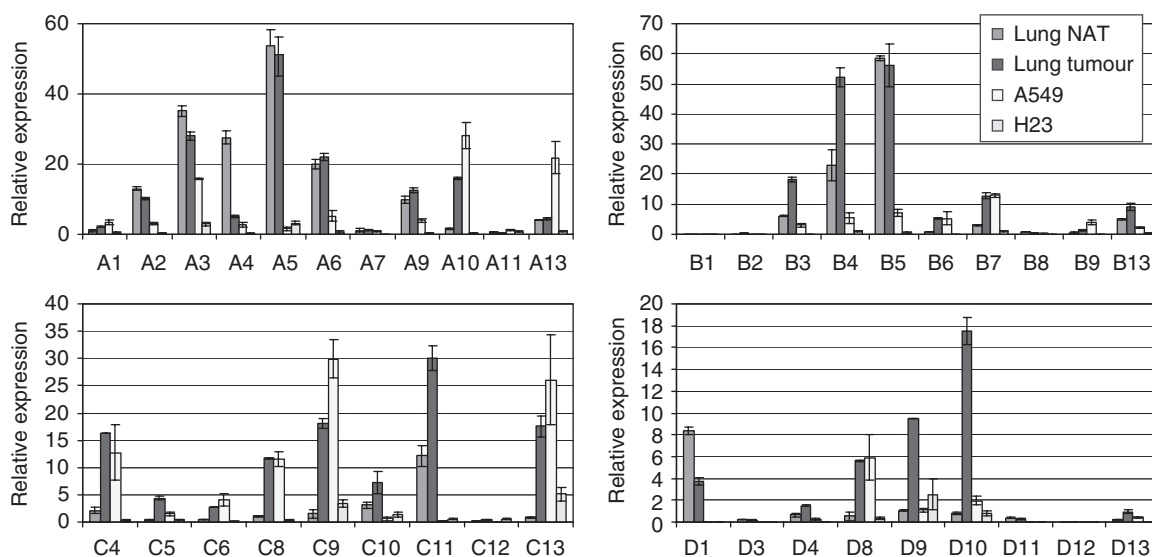 Relative expression
60
40
20
0
A1 A2 A3 A4 A5 A6 A7 A9 A10 A11 A13
Relative expression
70
60
50
40
30
20
10
0
B1 B2 B3 B4 B5 B6 B7 B8 B9 B13
Lung NAT
Lung tumour
A549
H23
Relative expression
40
35
30
25
20
15
10
5
0
C4 C5 C6 C8 C9 C10 C11 C12 C13
Relative expression
20
18
16
14
12
10
8
6
4
2
0
D1 D3 D4 D8 D9 D10 D11 D12 D13